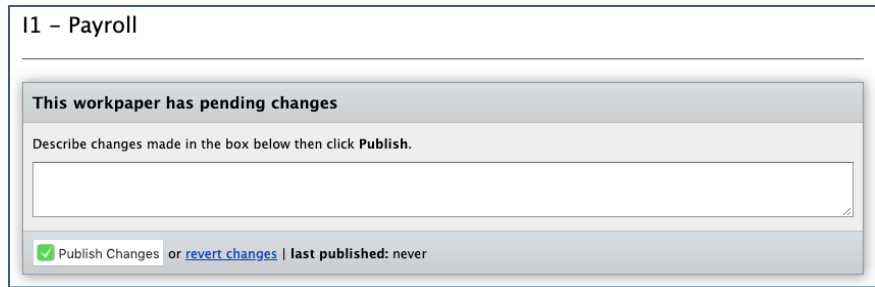 I1 – Payroll
This workpaper has pending changes
Describe changes made in the box below then click Publish.
Publish Changes or revert changes | last published: never